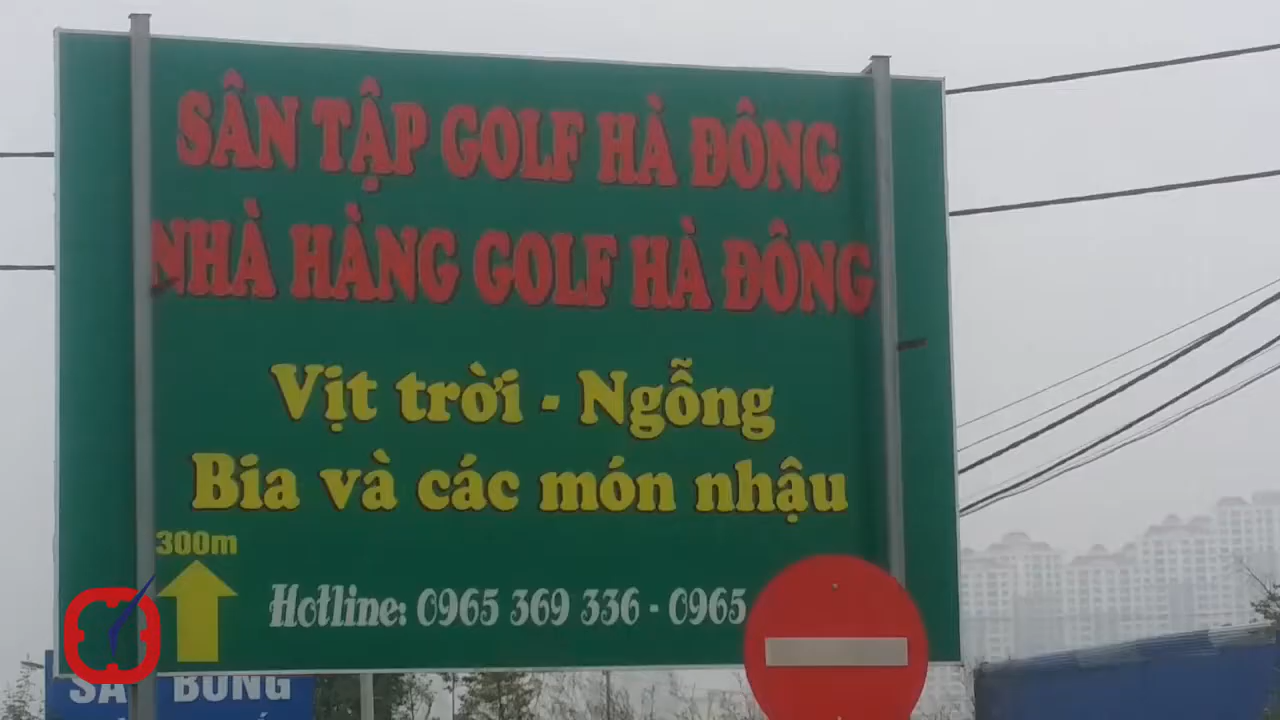 SÂN TẬP GOLF HÀ ĐÔNG
NHÀ HÀNG GOLF HÀ ĐÔNG
Vịt trời - Ngỗng
Bia và các món nhậu
300m
Hotline: 0965 369 336 - 0965
BÓNG